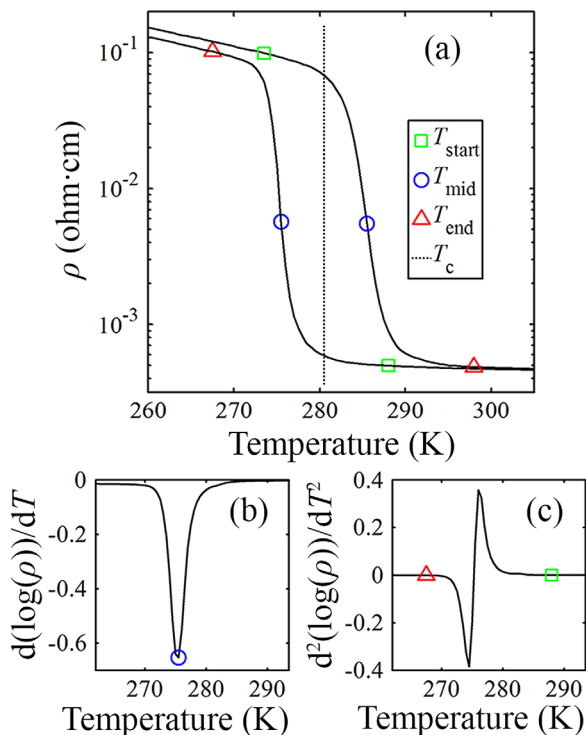 (a)
10⁻¹
10⁻²
10⁻³
ρ (ohm·cm)
T_start
T_mid
T_end
T_c
260 270 280 290 300
Temperature (K)
(b)
0
-0.2
-0.4
-0.6
d(log(ρ))/dT
270 280 290
Temperature (K)
(c)
0.4
0.2
0
-0.2
-0.4
d²(log(ρ))/dT²
270 280 290
Temperature (K)